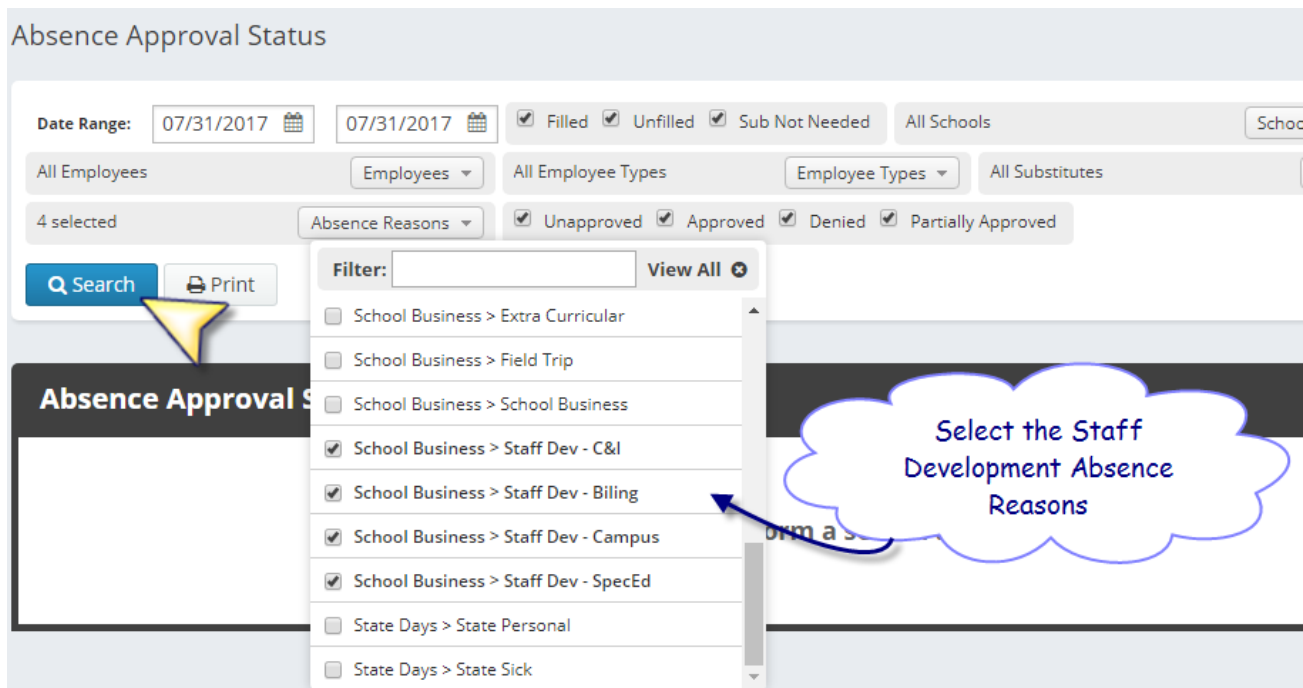 Absence Approval Status
Date Range: 07/31/2017 07/31/2017 Filled Unfilled Sub Not Needed All Schools
All Employees Employees All Employee Types Employee Types All Substitutes
4 selected Absence Reasons Unapproved Approved Denied Partially Approved
Search Print
Filter: View All
School Business > Extra Curricular
School Business > Field Trip
School Business > School Business
School Business > Staff Dev - C&I
School Business > Staff Dev - Biling
School Business > Staff Dev - Campus
School Business > Staff Dev - SpecEd
State Days > State Personal
State Days > State Sick
Absence Approval
Select the Staff
Development Absence
Reasons
a